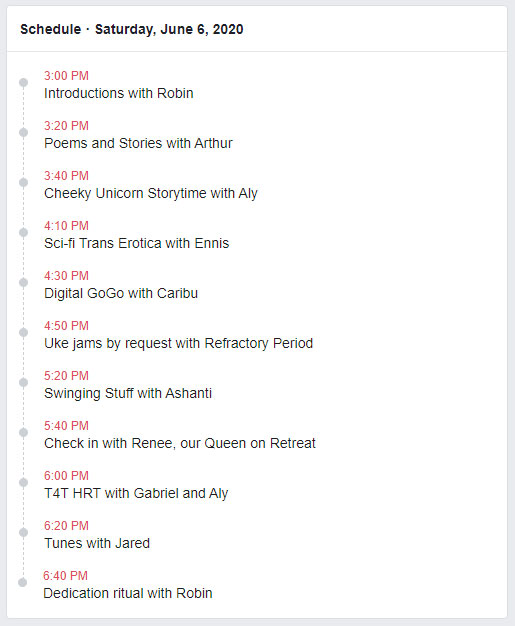 Schedule · Saturday, June 6, 2020
3:00 PM
Introductions with Robin
3:20 PM
Poems and Stories with Arthur
3:40 PM
Cheeky Unicorn Storytime with Aly
4:10 PM
Sci-fi Trans Erotica with Ennis
4:30 PM
Digital GoGo with Caribu
4:50 PM
Uke jams by request with Refractory Period
5:20 PM
Swinging Stuff with Ashanti
5:40 PM
Check in with Renee, our Queen on Retreat
6:00 PM
T4T HRT with Gabriel and Aly
6:20 PM
Tunes with Jared
6:40 PM
Dedication ritual with Robin